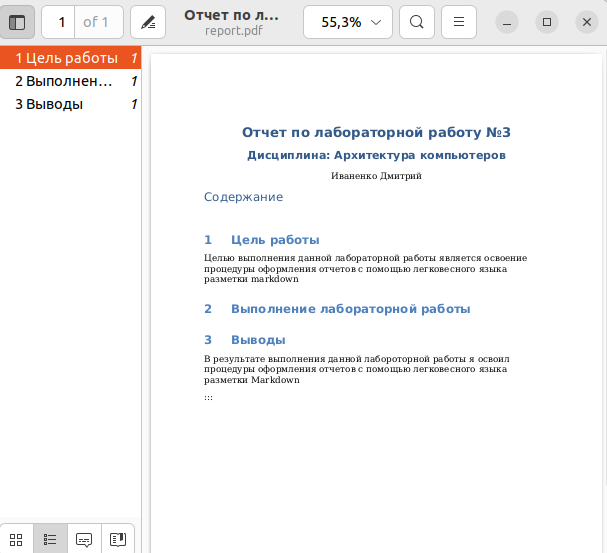 Отчет по л...
report.pdf
1 of 1
55,3%
1 Цель работы 1
2 Выполнен... 1
3 Выводы 1
Отчет по лабораторной работу №3
Дисциплина: Архитектура компьютеров
Иваненко Дмитрий
Содержание
1 Цель работы
Целью выполнения данной лабораторной работы является освоение
процедуры оформления отчетов с помощью легковесного языка
разметки markdown
2 Выполнение лабораторной работы
3 Выводы
В результате выполнения данной лабороторной работы я освоил
процедуры оформления отчетов с помощью легковесного языка
разметки Markdown
:::